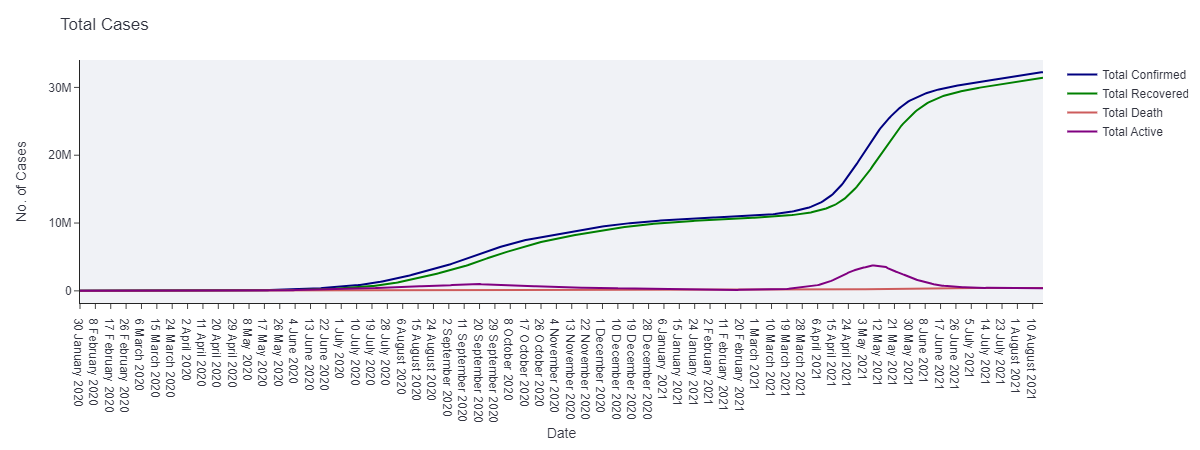 Total Cases
No. of Cases
30M
20M
10M
0
Total Confirmed
Total Recovered
Total Death
Total Active
30 January 2020
8 February 2020
17 February 2020
26 February 2020
6 March 2020
15 March 2020
24 March 2020
2 April 2020
11 April 2020
20 April 2020
29 April 2020
8 May 2020
17 May 2020
26 May 2020
4 June 2020
13 June 2020
22 June 2020
1 July 2020
10 July 2020
19 July 2020
28 July 2020
6 August 2020
15 August 2020
24 August 2020
2 September 2020
11 September 2020
20 September 2020
29 September 2020
8 October 2020
17 October 2020
26 October 2020
4 November 2020
13 November 2020
22 November 2020
1 December 2020
10 December 2020
19 December 2020
28 December 2020
6 January 2021
15 January 2021
24 January 2021
2 February 2021
11 February 2021
20 February 2021
1 March 2021
10 March 2021
19 March 2021
28 March 2021
6 April 2021
15 April 2021
24 April 2021
3 May 2021
12 May 2021
21 May 2021
30 May 2021
8 June 2021
17 June 2021
26 June 2021
5 July 2021
14 July 2021
23 July 2021
1 August 2021
10 August 2021
Date